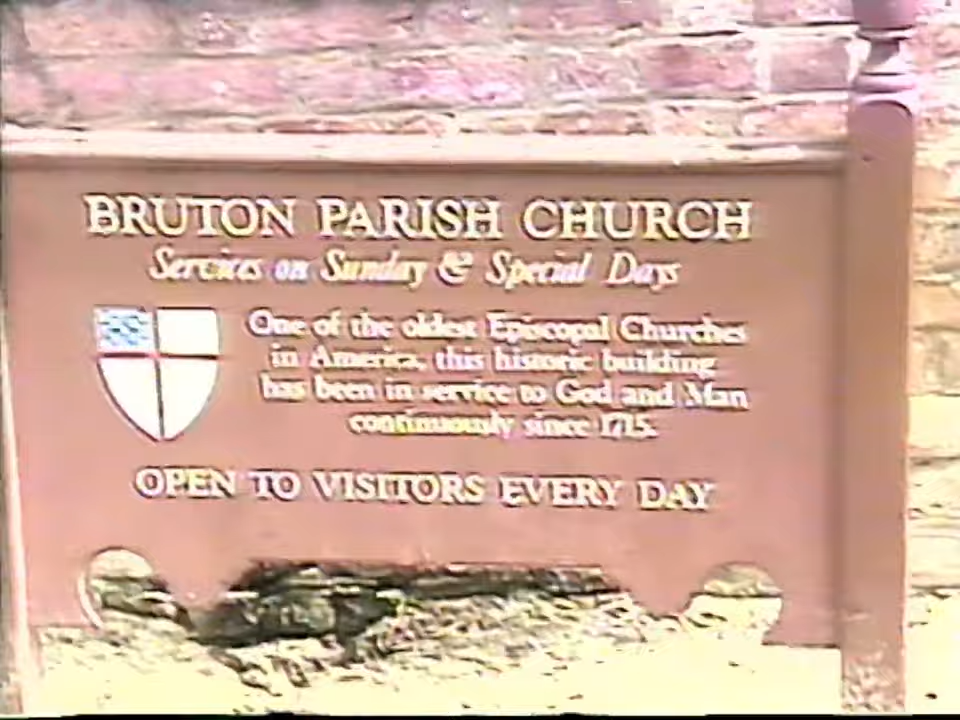 BRUTON PARISH CHURCH
Services on Sunday & Special Days
One of the oldest Episcopal Churches
in America, this historic building
has been in service to God and Man
continuously since 1715.
OPEN TO VISITORS EVERY DAY